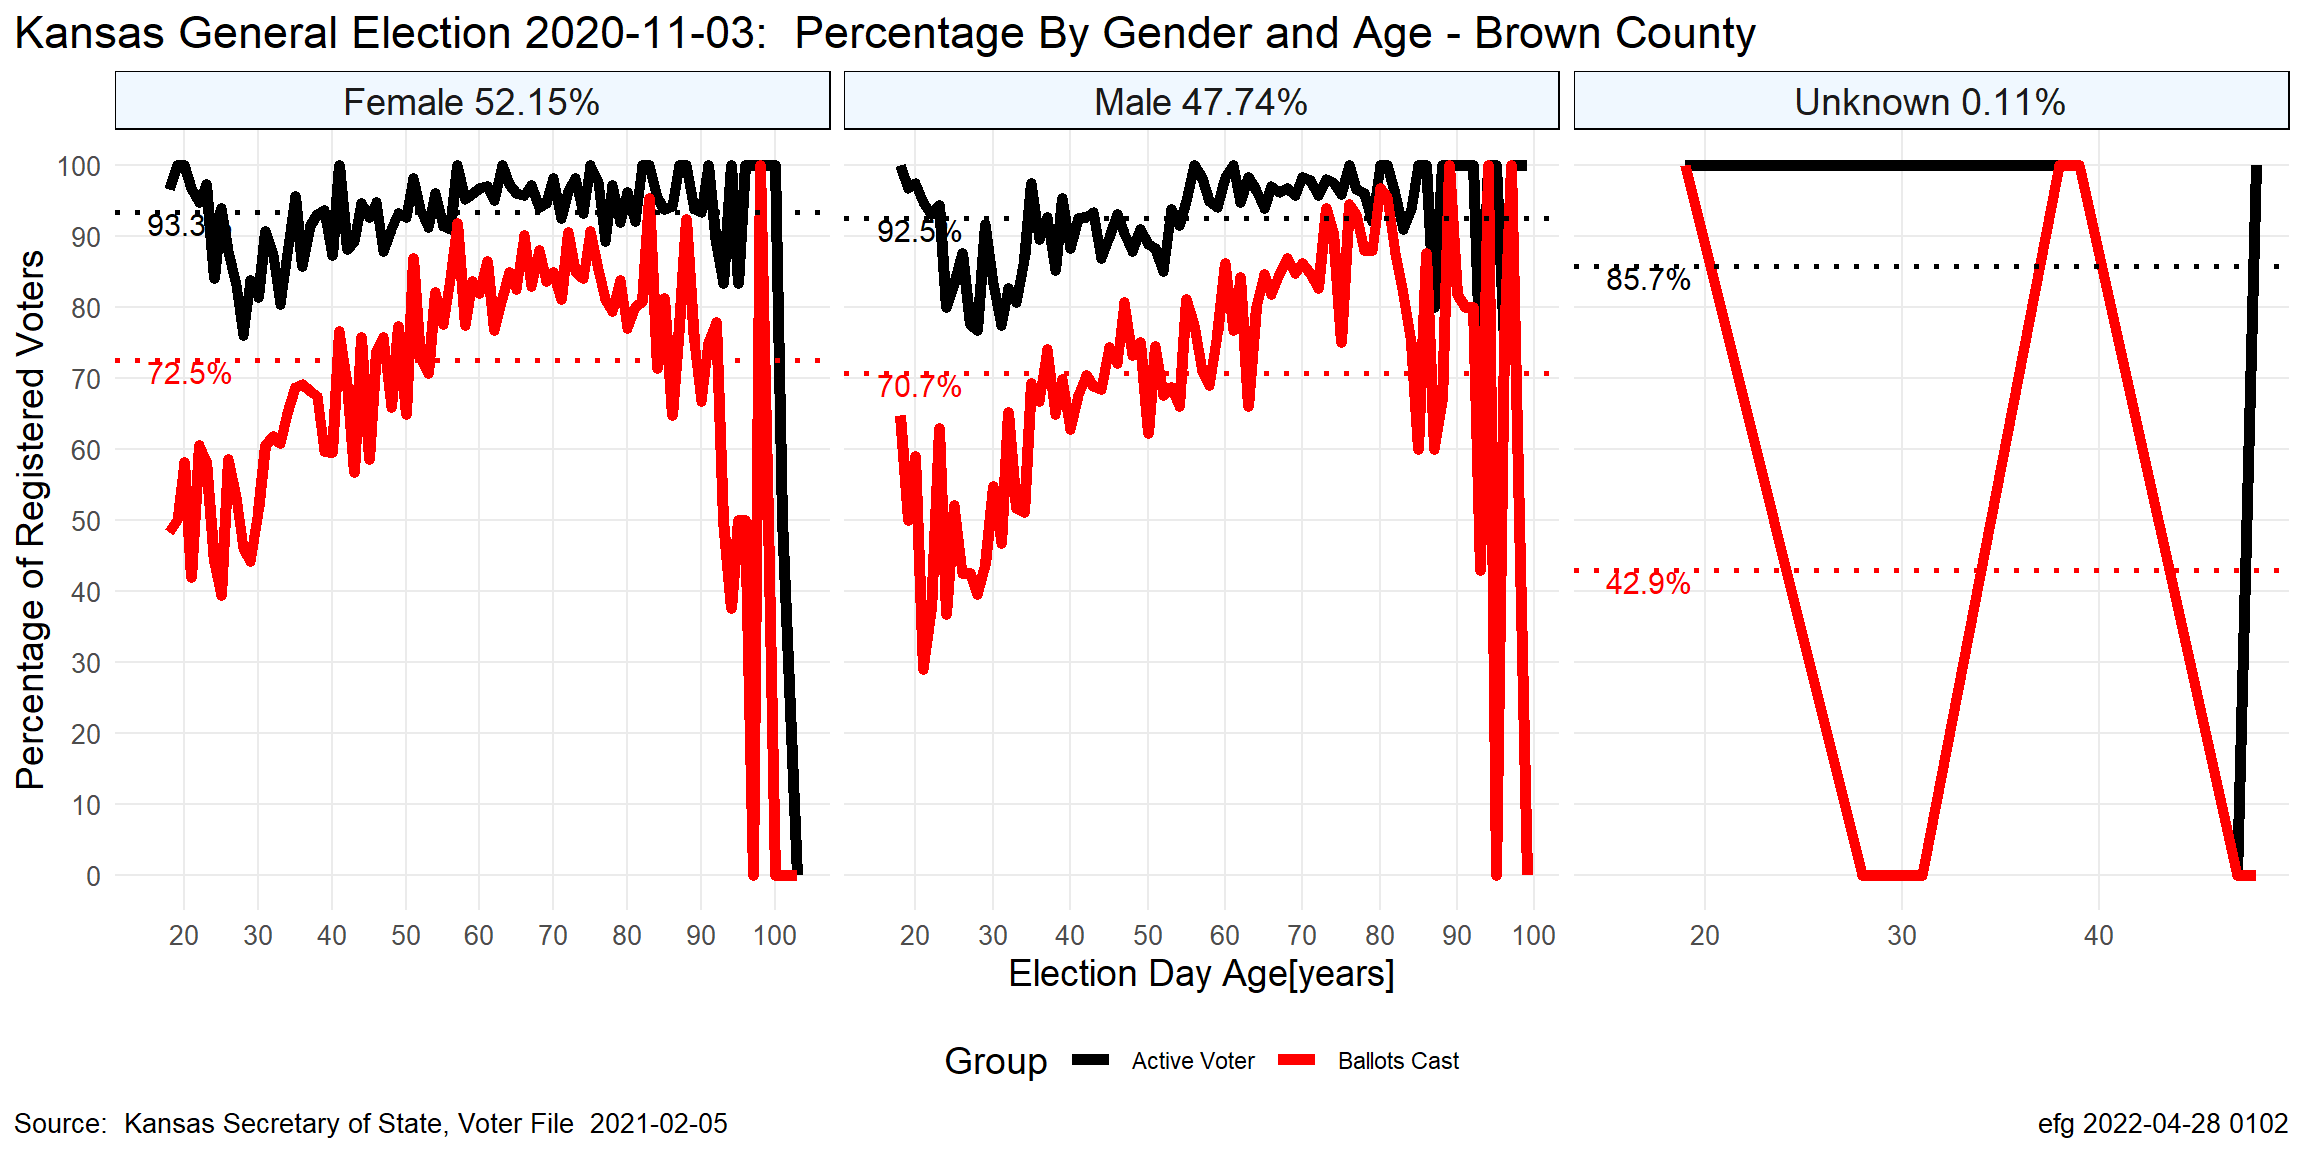 Kansas General Election 2020-11-03:  Percentage By Gender and Age - Brown County
Female 52.15%
Male 47.74%
Unknown 0.11%
Percentage of Registered Voters
100
90
80
70
60
50
40
30
20
10
0
93.3%
72.5%
92.5%
70.7%
85.7%
42.9%
20 30 40 50 60 70 80 90 100
20 30 40 50 60 70 80 90 100
20 30 40
Election Day Age[years]
Group Active Voter Ballots Cast
Source:  Kansas Secretary of State, Voter File  2021-02-05
efg 2022-04-28 0102